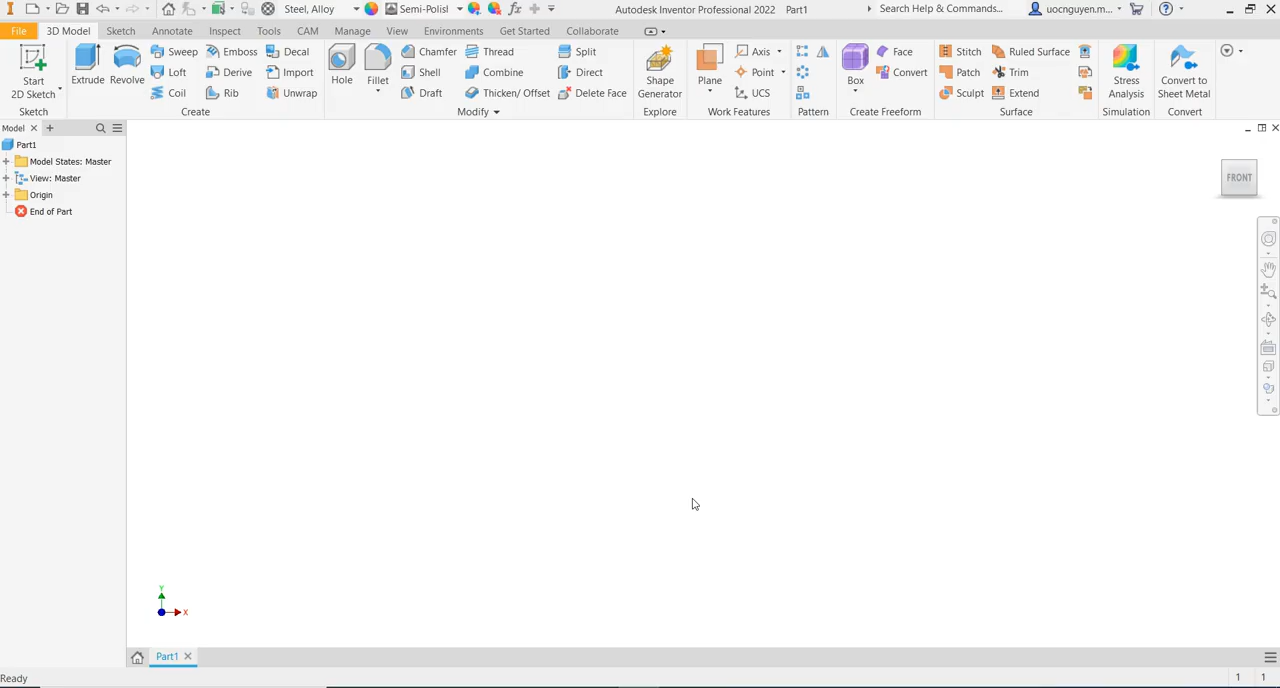 Steel, Alloy Semi-Polisl fx Autodesk Inventor Professional 2022 Part1 Search Help & Commands... uocnguyen.m...
File 3D Model Sketch Annotate Inspect Tools CAM Manage View Environments Get Started Collaborate
Start
2D Sketch
Sketch
Extrude
Revolve
Sweep
Loft
Coil
Emboss
Derive
Rib
Decal
Import
Unwrap
Create
Hole
Fillet
Chamfer
Shell
Draft
Thread
Combine
Thicken/ Offset
Split
Direct
Delete Face
Modify
Shape
Generator
Explore
Plane
Axis
Point
UCS
Work Features
Pattern
Box
Face
Convert
Create Freeform
Stitch
Patch
Sculpt
Ruled Surface
Trim
Extend
Surface
Stress
Analysis
Simulation
Convert to
Sheet Metal
Convert
Model
Part1
Model States: Master
View: Master
Origin
End of Part
FRONT
Y
X
Part1
Ready
1 1